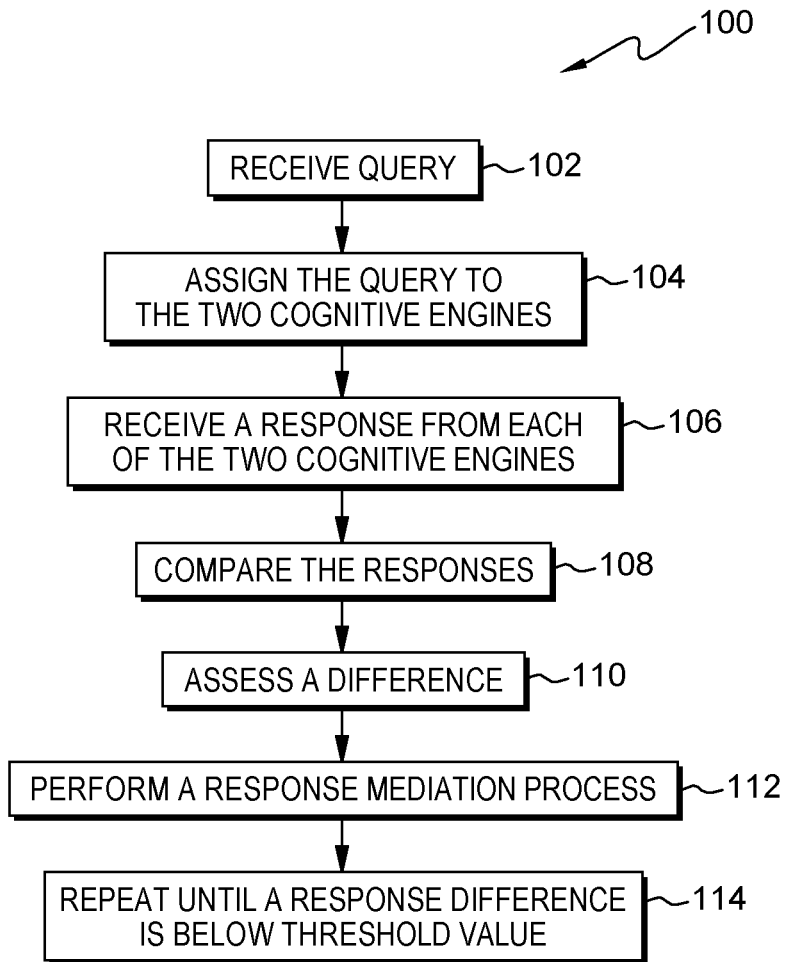 100
RECEIVE QUERY
102
ASSIGN THE QUERY TO
THE TWO COGNITIVE ENGINES
104
RECEIVE A RESPONSE FROM EACH
OF THE TWO COGNITIVE ENGINES
106
COMPARE THE RESPONSES
108
ASSESS A DIFFERENCE
110
PERFORM A RESPONSE MEDIATION PROCESS
112
REPEAT UNTIL A RESPONSE DIFFERENCE
IS BELOW THRESHOLD VALUE
114